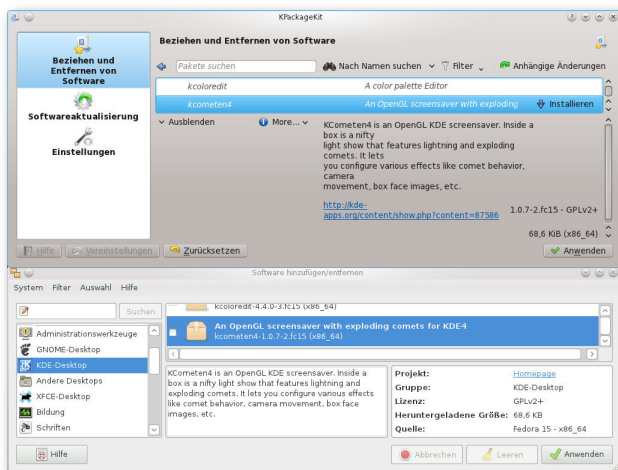 KPackageKit
Beziehen und Entfernen von Software
Beziehen und
Entfernen von
Software
Softwareaktualisierung
Einstellungen
Pakete suchen
Nach Namen suchen
Filter
Anhängige Änderungen
kcoloredit
A color palette Editor
kcometen4
An OpenGL screensaver with exploding
Installieren
Ausblenden
More...
KCometen4 is an OpenGL KDE screensaver. Inside a
box is a nifty
light show that features lightning and exploding
comets. It lets
you configure various effects like comet behavior,
camera
movement, box face images, etc.
http://kde-
apps.org/content/show.php?content=87586
1.0.7-2.fc15 - GPLv2+
68,6 KiB (x86_64)
Hilfe
Voreinstellungen
Zurücksetzen
Anwenden
Software hinzufügen/entfernen
System Filter Auswahl Hilfe
Suchen
Administrationswerkzeuge
GNOME-Desktop
KDE-Desktop
Andere Desktops
XFCE-Desktop
Bildung
Schriften
kcoloredit-4.4.0-3.fc15 (x86_64)
An OpenGL screensaver with exploding comets for KDE4
kcometen4-1.0.7-2.fc15 (x86_64)
KCometen4 is an OpenGL KDE screensaver. Inside a
box is a nifty light show that features lightning and
exploding comets. It lets you configure various effects
like comet behavior, camera movement, box face
images, etc.
Projekt: Homepage
Gruppe: KDE-Desktop
Lizenz: GPLv2+
Heruntergeladene Größe: 68,6 KB
Quelle: Fedora 15 - x86_64
Hilfe
Abbrechen
Leeren
Anwenden